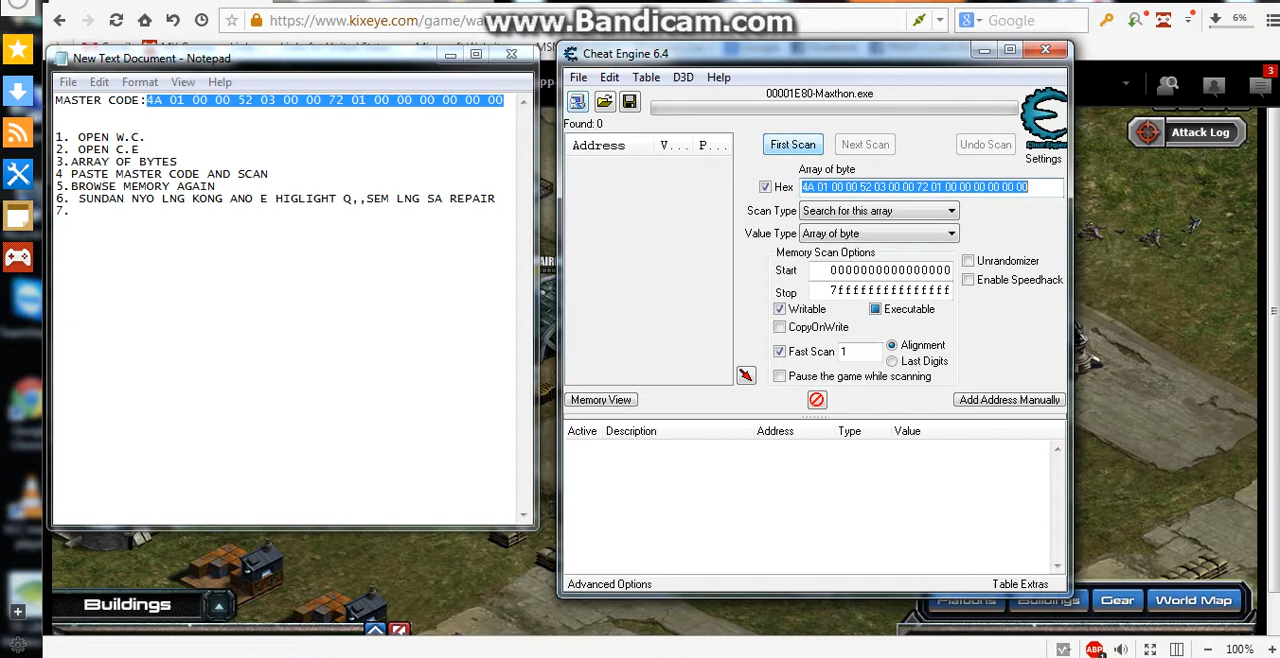 www.Bandicam.com
https://www.kixeye.com/game/wa
Google
6%
New Text Document - Notepad
File Edit Format View Help
MASTER CODE:4A 01 00 00 52 03 00 00 72 01 00 00 00 00 00 00
1. OPEN W.C.
2. OPEN C.E
3.ARRAY OF BYTES
4 PASTE MASTER CODE AND SCAN
5.BROWSE MEMORY AGAIN
6. SUNDAN NYO LNG KONG ANO E HIGLIGHT Q,,SEM LNG SA REPAIR
7.
Cheat Engine 6.4
File Edit Table D3D Help
00001E80-Maxthon.exe
Found: 0
Address V... P...
First Scan Next Scan Undo Scan
Settings
Array of byte
Hex 4A 01 00 00 52 03 00 00 72 01 00 00 00 00 00 00
Scan Type Search for this array
Value Type Array of byte
Memory Scan Options
Start 0000000000000000
Stop 7fffffffffffffff
Unrandomizer
Enable Speedhack
Writable Executable
CopyOnWrite
Fast Scan 1 Alignment
Last Digits
Pause the game while scanning
Memory View Add Address Manually
Active Description Address Type Value
Advanced Options Table Extras
3
Attack Log
Buildings
Platoons Buildings Gear World Map
ABP
100%